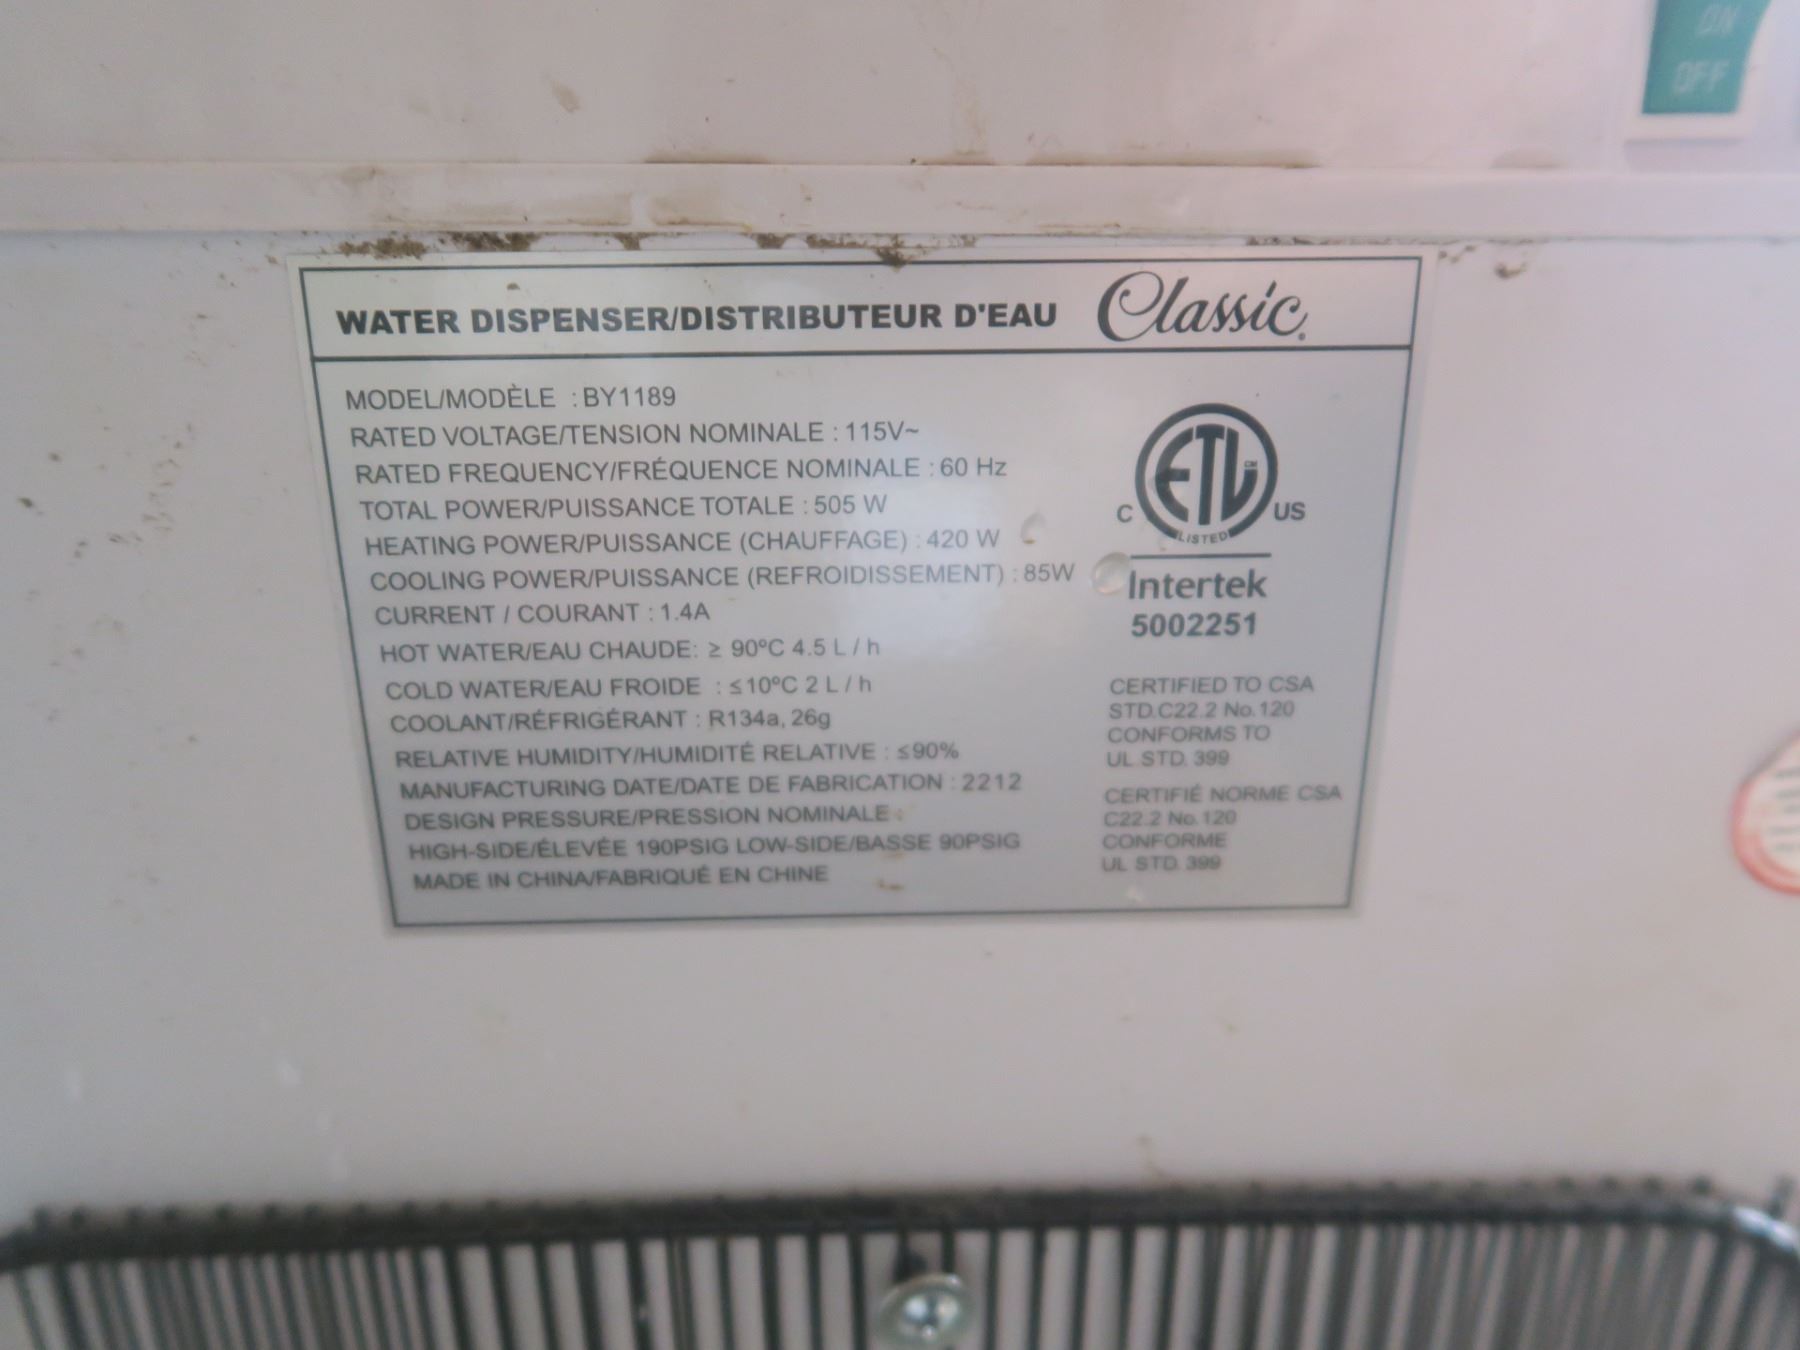 ON
OFF
WATER DISPENSER/DISTRIBUTEUR D'EAU Classic
MODEL/MODÈLE : BY1189
RATED VOLTAGE/TENSION NOMINALE : 115V~
RATED FREQUENCY/FRÉQUENCE NOMINALE : 60 Hz
TOTAL POWER/PUISSANCE TOTALE : 505 W
HEATING POWER/PUISSANCE (CHAUFFAGE) : 420 W
COOLING POWER/PUISSANCE (REFROIDISSEMENT) : 85W
CURRENT / COURANT : 1.4A
HOT WATER/EAU CHAUDE: ≥ 90ºC 4.5 L / h
COLD WATER/EAU FROIDE : ≤10ºC 2 L / h
COOLANT/RÉFRIGÉRANT : R134a, 26g
RELATIVE HUMIDITY/HUMIDITÉ RELATIVE : ≤90%
MANUFACTURING DATE/DATE DE FABRICATION : 2212
DESIGN PRESSURE/PRESSION NOMINALE :
HIGH-SIDE/ÉLEVÉE 190PSIG LOW-SIDE/BASSE 90PSIG
MADE IN CHINA/FABRIQUÉ EN CHINE
ETL CM
C US
LISTED
Intertek
5002251
CERTIFIED TO CSA
STD.C22.2 No.120
CONFORMS TO
UL STD. 399
CERTIFIÉ NORME CSA
C22.2 No.120
CONFORME
UL STD. 399